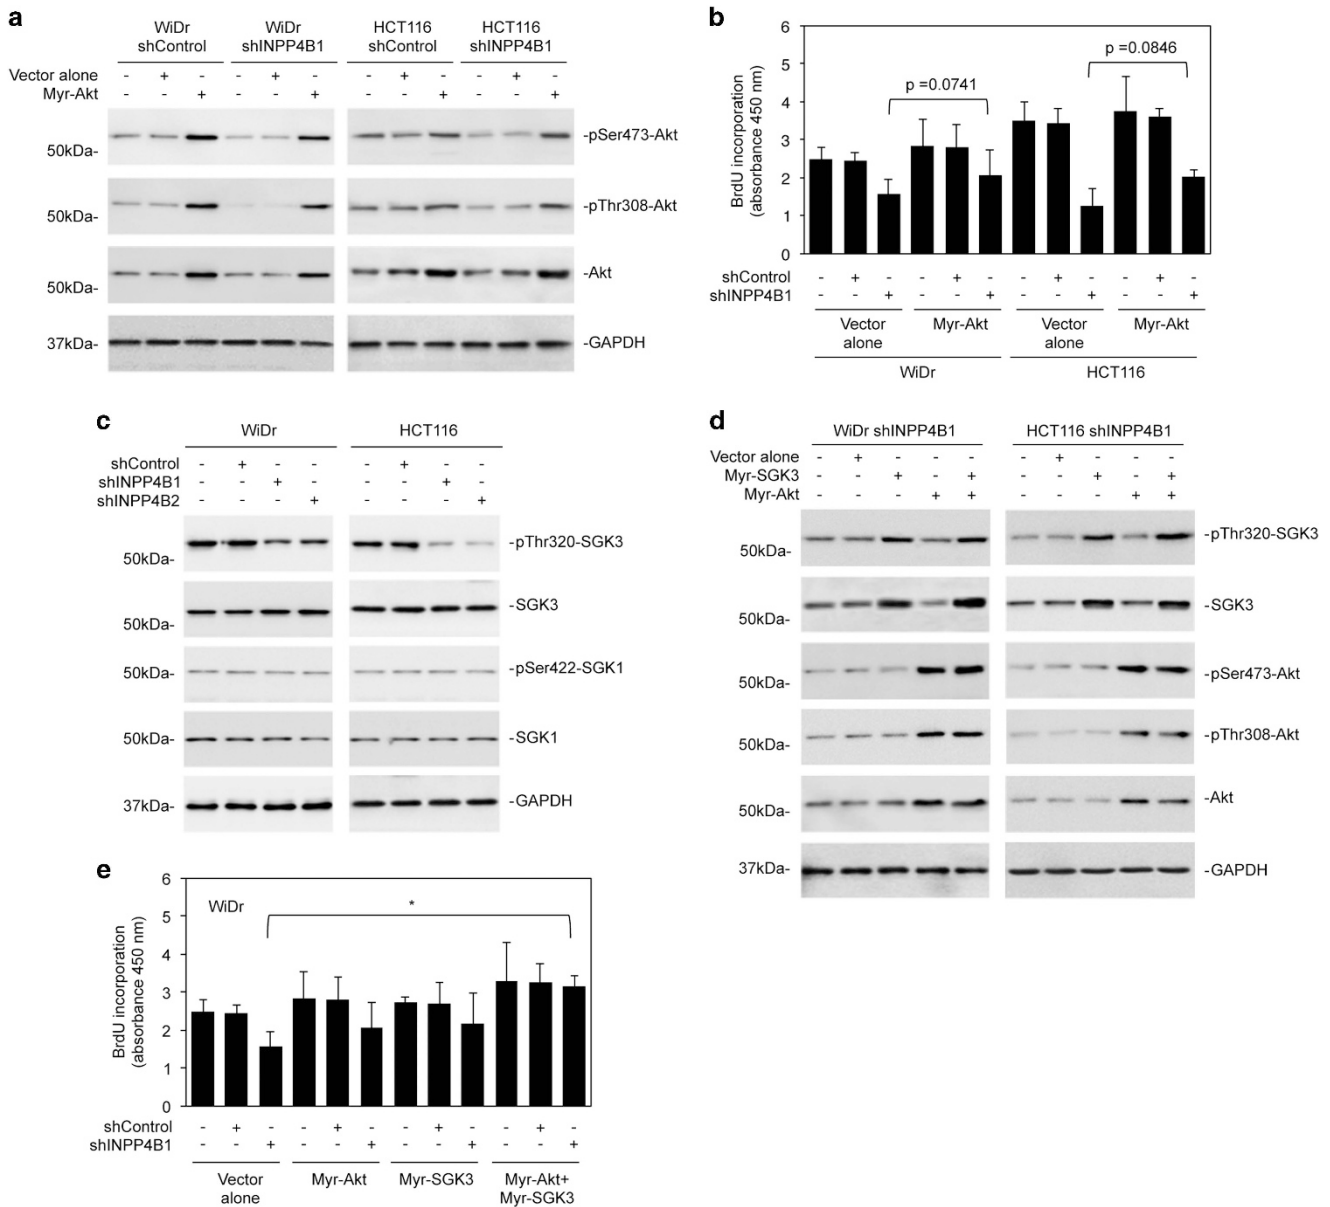 a
WiDr shControl
WiDr shINPP4B1
HCT116 shControl
HCT116 shINPP4B1
Vector alone - + - - + - - + - - + -
Myr-Akt - - + - - + - - + - - +
50kDa- -pSer473-Akt
50kDa- -pThr308-Akt
50kDa- -Akt
37kDa- -GAPDH
b
BrdU incorporation
(absorbance 450 nm)
6
5
4
3
2
1
0
p =0.0741
p =0.0846
shControl - + - - + - - + - - + -
shINPP4B1 - - + - - + - - + - - +
Vector alone
Myr-Akt
Vector alone
Myr-Akt
WiDr
HCT116
c
WiDr HCT116
shControl - + - - - + - -
shINPP4B1 - - + - - - + -
shINPP4B2 - - - + - - - +
50kDa- -pThr320-SGK3
50kDa- -SGK3
50kDa- -pSer422-SGK1
50kDa- -SGK1
37kDa- -GAPDH
d
WiDr shINPP4B1 HCT116 shINPP4B1
Vector alone - + - - - - + - - -
Myr-SGK3 - - + - + - - + - +
Myr-Akt - - - + + - - - + +
50kDa- -pThr320-SGK3
50kDa- -SGK3
50kDa- -pSer473-Akt
50kDa- -pThr308-Akt
50kDa- -Akt
37kDa- -GAPDH
e
BrdU incorporation
(absorbance 450 nm)
6
5
4
3
2
1
0
WiDr
*
shControl - + - - + - - + - - + -
shINPP4B1 - - + - - + - - + - - +
Vector alone
Myr-Akt
Myr-SGK3
Myr-Akt+
Myr-SGK3